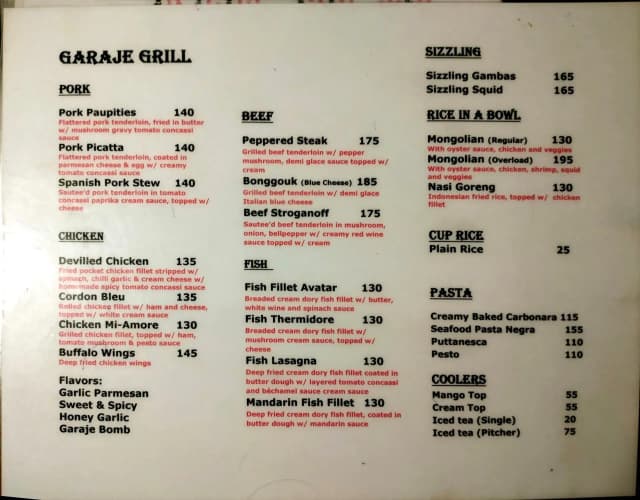 GARAJE GRILL
PORK
Pork Paupities 140
Flattered pork tenderloin, fried in butter
w/ mushroom gravy tomato concassi
sauce
Pork Picatta 140
Flattered pork tenderloin, coated in
parmesan cheese & egg w/ creamy
tomato concassi sauce
Spanish Pork Stew 140
Sautee'd pork tenderloin in tomato
concassi paprika cream sauce, topped w/
cheese
CHICKEN
Devilled Chicken 135
Fried pocket chicken fillet stripped w/
spinach, chilli garlic & cream cheese w/
homemade spicy tomato concassi sauce
Cordon Bleu 135
Rolled chicken fillet w/ ham and cheese,
topped w/ white cream sauce
Chicken Mi-Amore 130
Grilled chicken fillet, topped w/ ham,
tomato mushroom & pesto sauce
Buffalo Wings 145
Deep fried chicken wings
Flavors:
Garlic Parmesan
Sweet & Spicy
Honey Garlic
Garaje Bomb
BEEF
Peppered Steak 175
Grilled beef tenderloin w/ pepper
mushroom, demi glace sauce topped w/
cream
Bonggouk (Blue Cheese) 185
Grilled beef tenderloin w/ demi glace
Italian blue cheese
Beef Stroganoff 175
Sautee'd beef tenderloin in mushroom,
onion, bellpepper w/ creamy red wine
sauce topped w/ cream
FISH
Fish Fillet Avatar 130
Breaded cream dory fish fillet w/ butter,
white wine and spinach sauce
Fish Thermidore 130
Breaded cream dory fish fillet w/
mushroom cream sauce, topped w/
cheese
Fish Lasagna 130
Deep fried cream dory fish fillet coated in
butter dough w/ layered tomato concassi
and béchamel sauce cream sauce
Mandarin Fish Fillet 130
Deep fried cream dory fish fillet, coated in
butter dough w/ mandarin sauce
SIZZLING
Sizzling Gambas 165
Sizzling Squid 165
RICE IN A BOWL
Mongolian (Regular) 130
With oyster sauce, chicken and veggies
Mongolian (Overload) 195
With oyster sauce, chicken, shrimp, squid
and veggies
Nasi Goreng 130
Indonesian fried rice, topped w/ chicken
fillet
CUP RICE
Plain Rice 25
PASTA
Creamy Baked Carbonara 115
Seafood Pasta Negra 155
Puttanesca 110
Pesto 110
COOLERS
Mango Top 55
Cream Top 55
Iced tea (Single) 20
Iced tea (Pitcher) 75